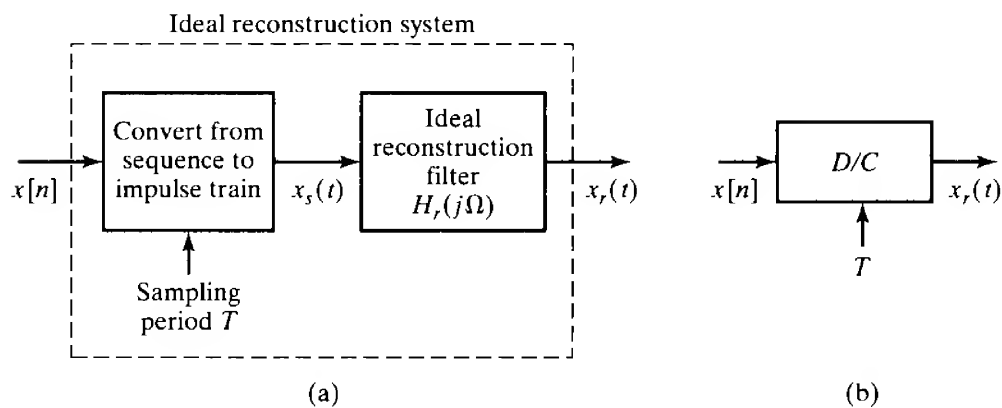 Ideal reconstruction system
Convert from
sequence to
impulse train
Ideal
reconstruction
filter
H_r(jΩ)
x[n]
x_s(t)
x_r(t)
Sampling
period T
(a)
D/C
x[n]
x_r(t)
T
(b)